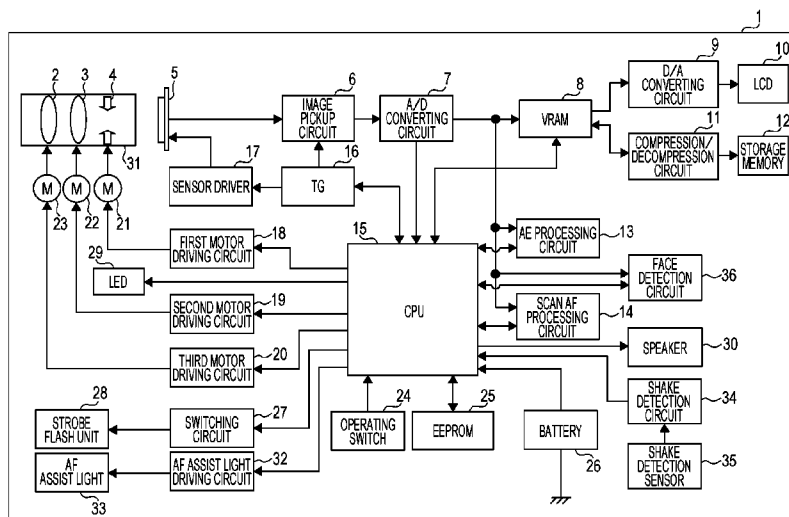 1
2
3
4
5
6
7
8
9
10
IMAGE
PICKUP
CIRCUIT
A/D
CONVERTING
CIRCUIT
VRAM
D/A
CONVERTING
CIRCUIT
LCD
11
12
COMPRESSION/
DECOMPRESSION
CIRCUIT
STORAGE
MEMORY
31
17
16
SENSOR DRIVER
TG
M
M
M
23
22
21
18
15
FIRST MOTOR
DRIVING CIRCUIT
AE PROCESSING
CIRCUIT
13
29
LED
CPU
FACE
DETECTION
CIRCUIT
36
SECOND MOTOR
DRIVING CIRCUIT
19
SCAN AF
PROCESSING
CIRCUIT
14
THIRD MOTOR
DRIVING CIRCUIT
20
SPEAKER
30
28
STROBE
FLASH UNIT
SWITCHING
CIRCUIT
27
24
OPERATING
SWITCH
25
EEPROM
BATTERY
26
SHAKE
DETECTION
CIRCUIT
34
AF
ASSIST LIGHT
33
AF ASSIST LIGHT
DRIVING CIRCUIT
32
SHAKE
DETECTION
SENSOR
35